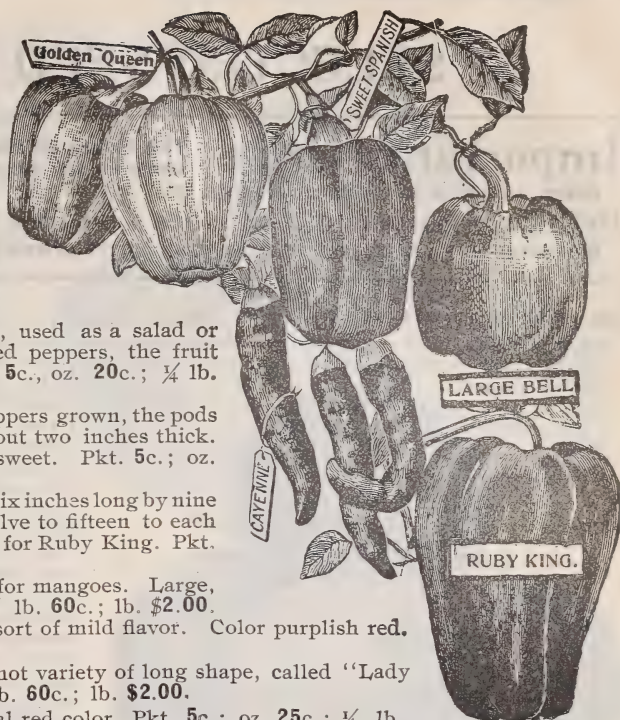 Golden Queen
SWEET SPANISH
, used as a salad or
ed peppers, the fruit
5c., oz. 20c.; ¼ lb.
ppers grown, the pods
out two inches thick.
sweet. Pkt. 5c.; oz.
LARGE BELL
CAYENNE
ix inches long by nine
lve to fifteen to each
for Ruby King. Pkt.
RUBY KING.
for mangoes. Large,
lb. 60c.; lb. $2.00.
sort of mild flavor. Color purplish red.
not variety of long shape, called "Lady
b. 60c.; lb. $2.00.
al red color. Pkt. 5c.; oz. 25c.; ¼ lb.